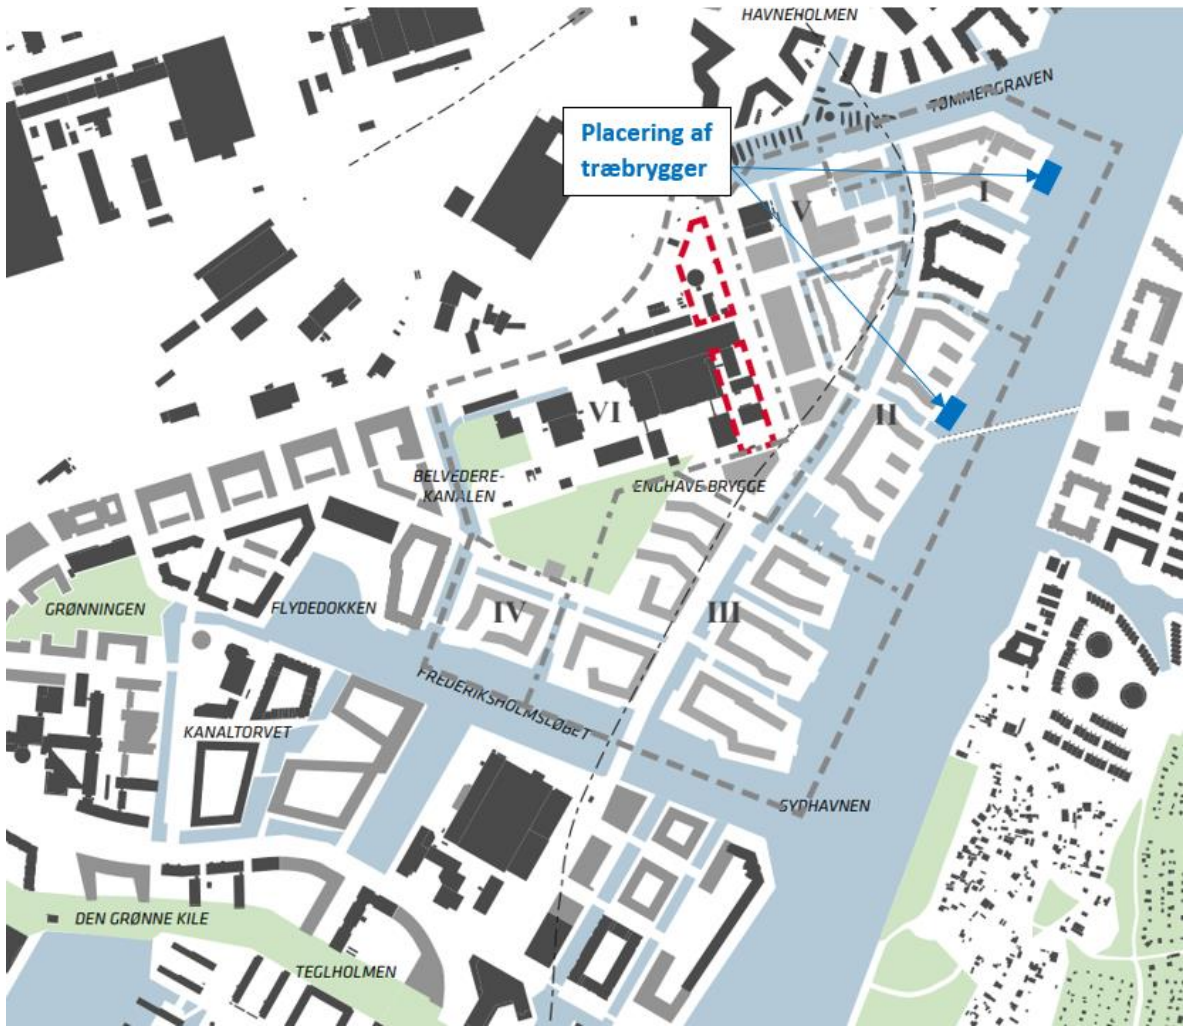 HAVNEHOLMEN
TØMMERGRAVEN
Placering af
træbrygger
I
V
II
VI
BELVEDERE-
KANALEN
ENGHAVE BRYGGE
GRØNNINGEN
FLYDEDOKKEN
IV
III
FREDERIKSHOLMSLØBET
KANALTORVET
SYDHAVNEN
DEN GRØNNE KILE
TEGLHOLMEN